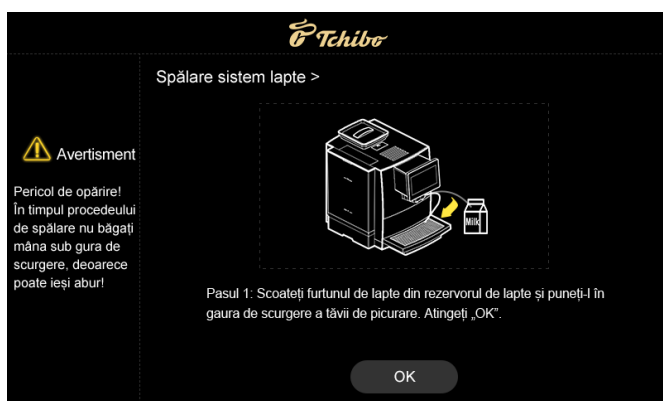 Tchibo
Spălare sistem lapte >
Avertisment
Pericol de opărire!
În timpul procedeului
de spălare nu băgați
mâna sub gura de
scurgere, deoarece
poate ieși abur!
Milk
Pasul 1: Scoateți furtunul de lapte din rezervorul de lapte și puneți-l în
gaura de scurgere a tăvii de picurare. Atingeți „OK”.
OK